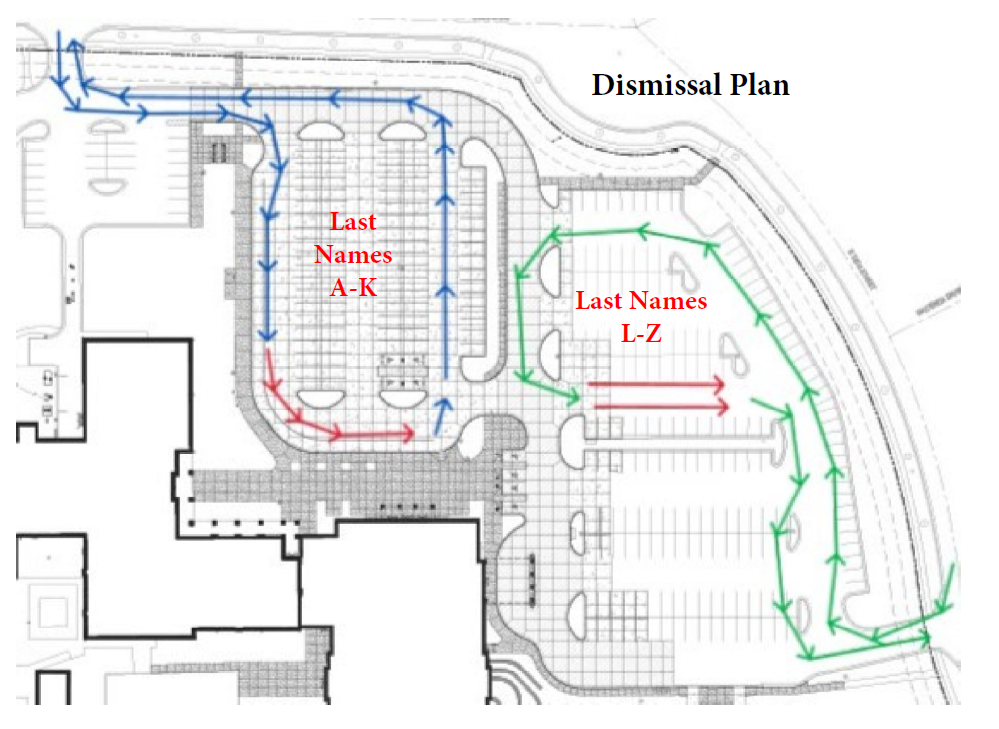 Dismissal Plan
Last
Names
A-K
Last Names
L-Z